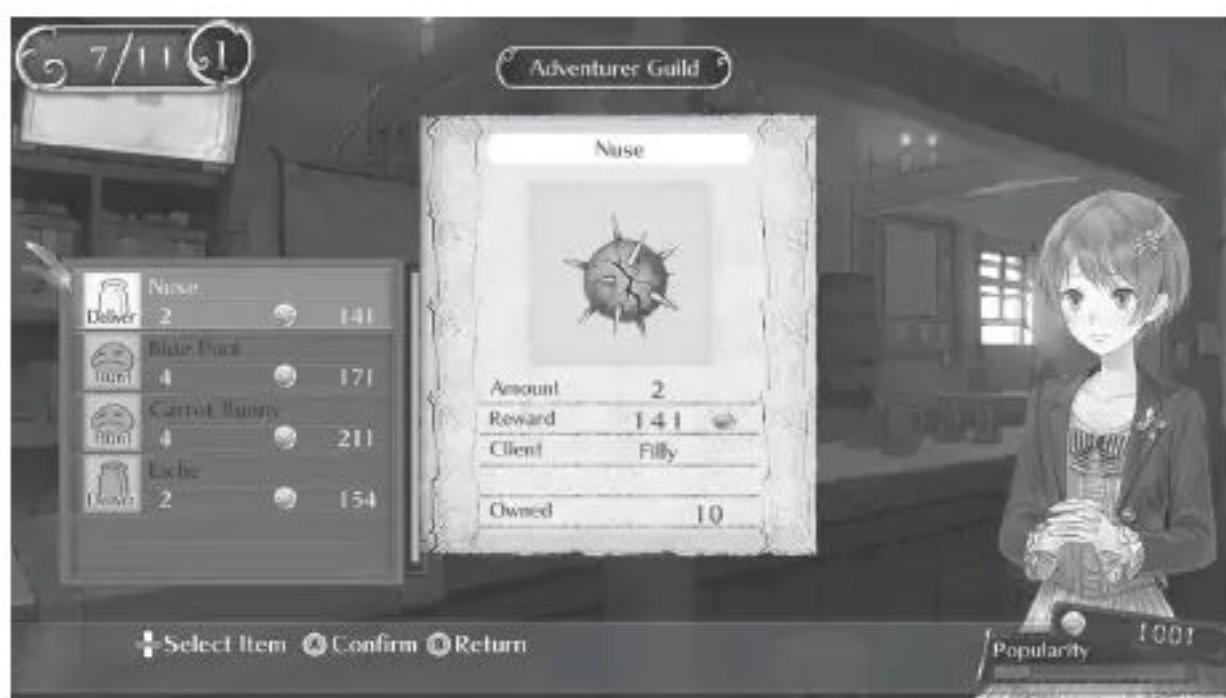 7/11 1
Adventurer Guild
Nuse
Nuse
Deliver 2 141
Blue Puni
Hunt 4 171
Carrot Bunny
Hunt 4 211
Eiche
Deliver 2 154
Amount 2
Reward 141
Client Filly
Owned 10
Select Item Confirm Return
1001
Popularity